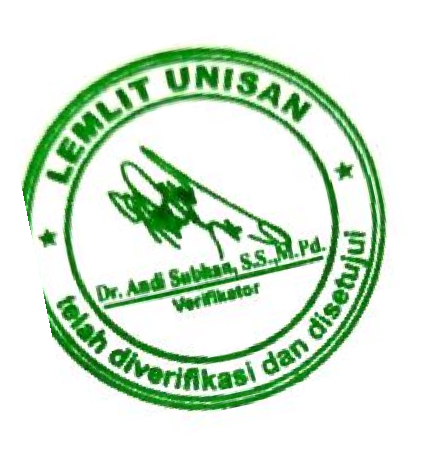 LEMLIT UNISAN
Dr. Andi Subhan, S.S.,M.Pd.
Verifikator
telah diverifikasi dan disetujui